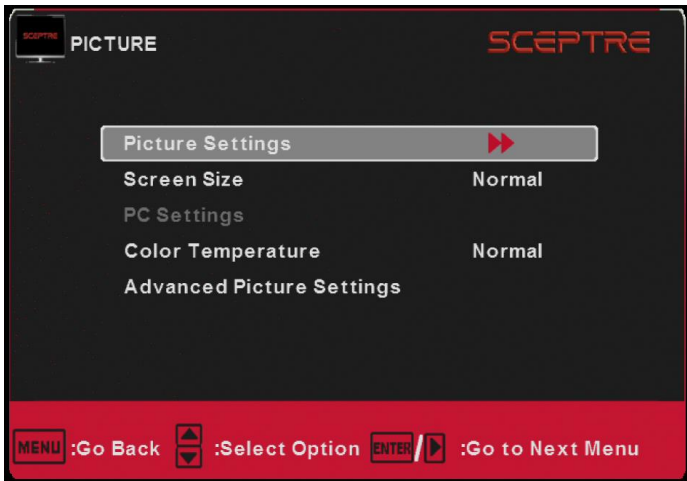 SCEPTRE
PICTURE
SCEPTRE
Picture Settings
Screen Size Normal
PC Settings
Color Temperature Normal
Advanced Picture Settings
MENU :Go Back :Select Option ENTER/ :Go to Next Menu